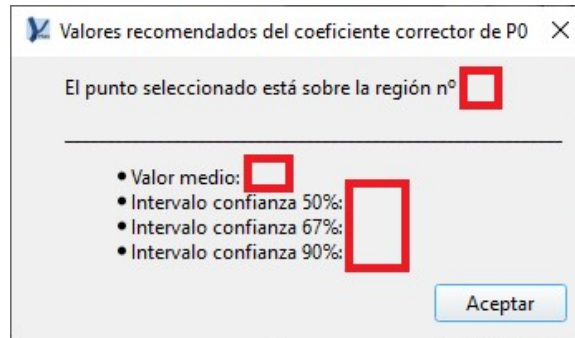 Valores recomendados del coeficiente corrector de P0
El punto seleccionado está sobre la región nº
• Valor medio:
• Intervalo confianza 50%:
• Intervalo confianza 67%:
• Intervalo confianza 90%:
Aceptar